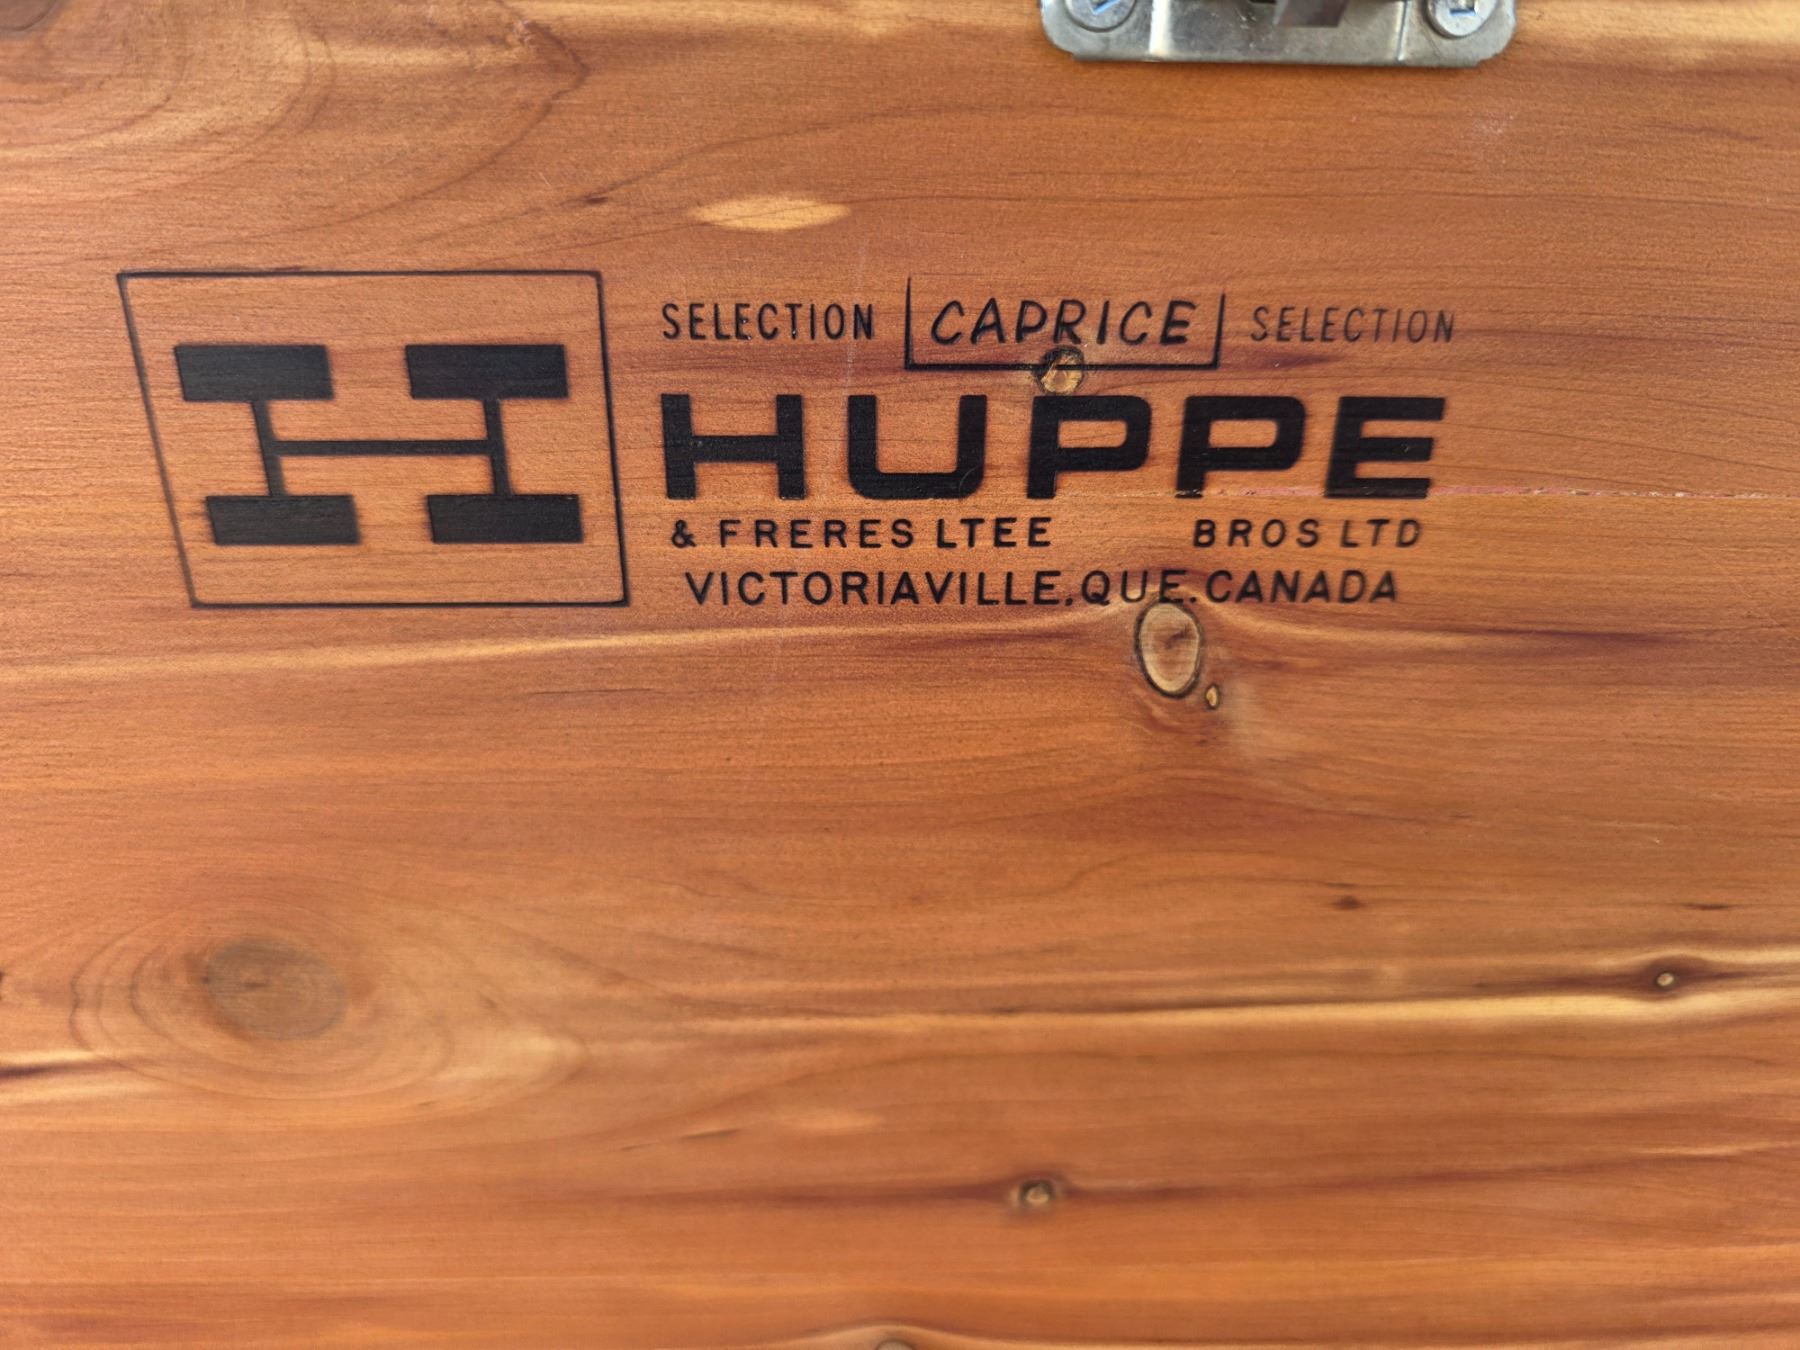 H
SELECTION CAPRICE SELECTION
HUPPE
& FRERES LTEE BROS LTD
VICTORIAVILLE, QUE. CANADA